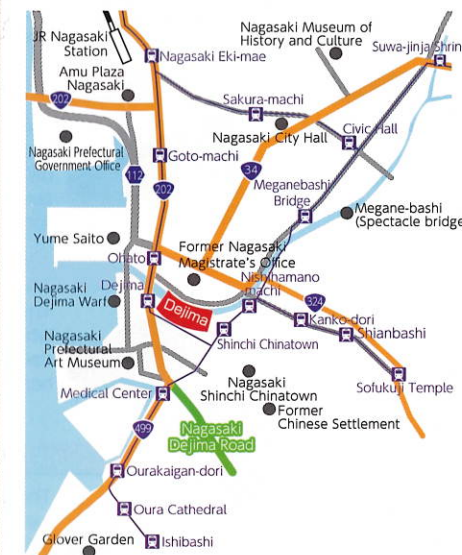 JR Nagasaki
Station
Nagasaki Museum of
History and Culture
Suwa-jinja Shrin
Nagasaki Eki-mae
Amu Plaza
Nagasaki
202
Sakura-machi
Nagasaki City Hall
Civic Hall
Nagasaki Prefectural
Government Office
Goto-machi
34
112
202
Meganebashi
Bridge
Megane-bashi
(Spectacle bridge
Yume Saito
Ohato
Former Nagasaki
Magistrate's Office
Dejima
Nishihamano
machi
Nagasaki
Dejima Warf
Dejima
324
Kanko-dori
Shianbashi
Shinchi Chinatown
Nagasaki
Prefectural
Art Museum
Nagasaki
Shinchi Chinatown
Sofukuji Temple
Medical Center
Former
Chinese Settlement
Nagasaki
Dejima Road
499
Ourakaigan-dori
Oura Cathedral
Ishibashi
Glover Garden